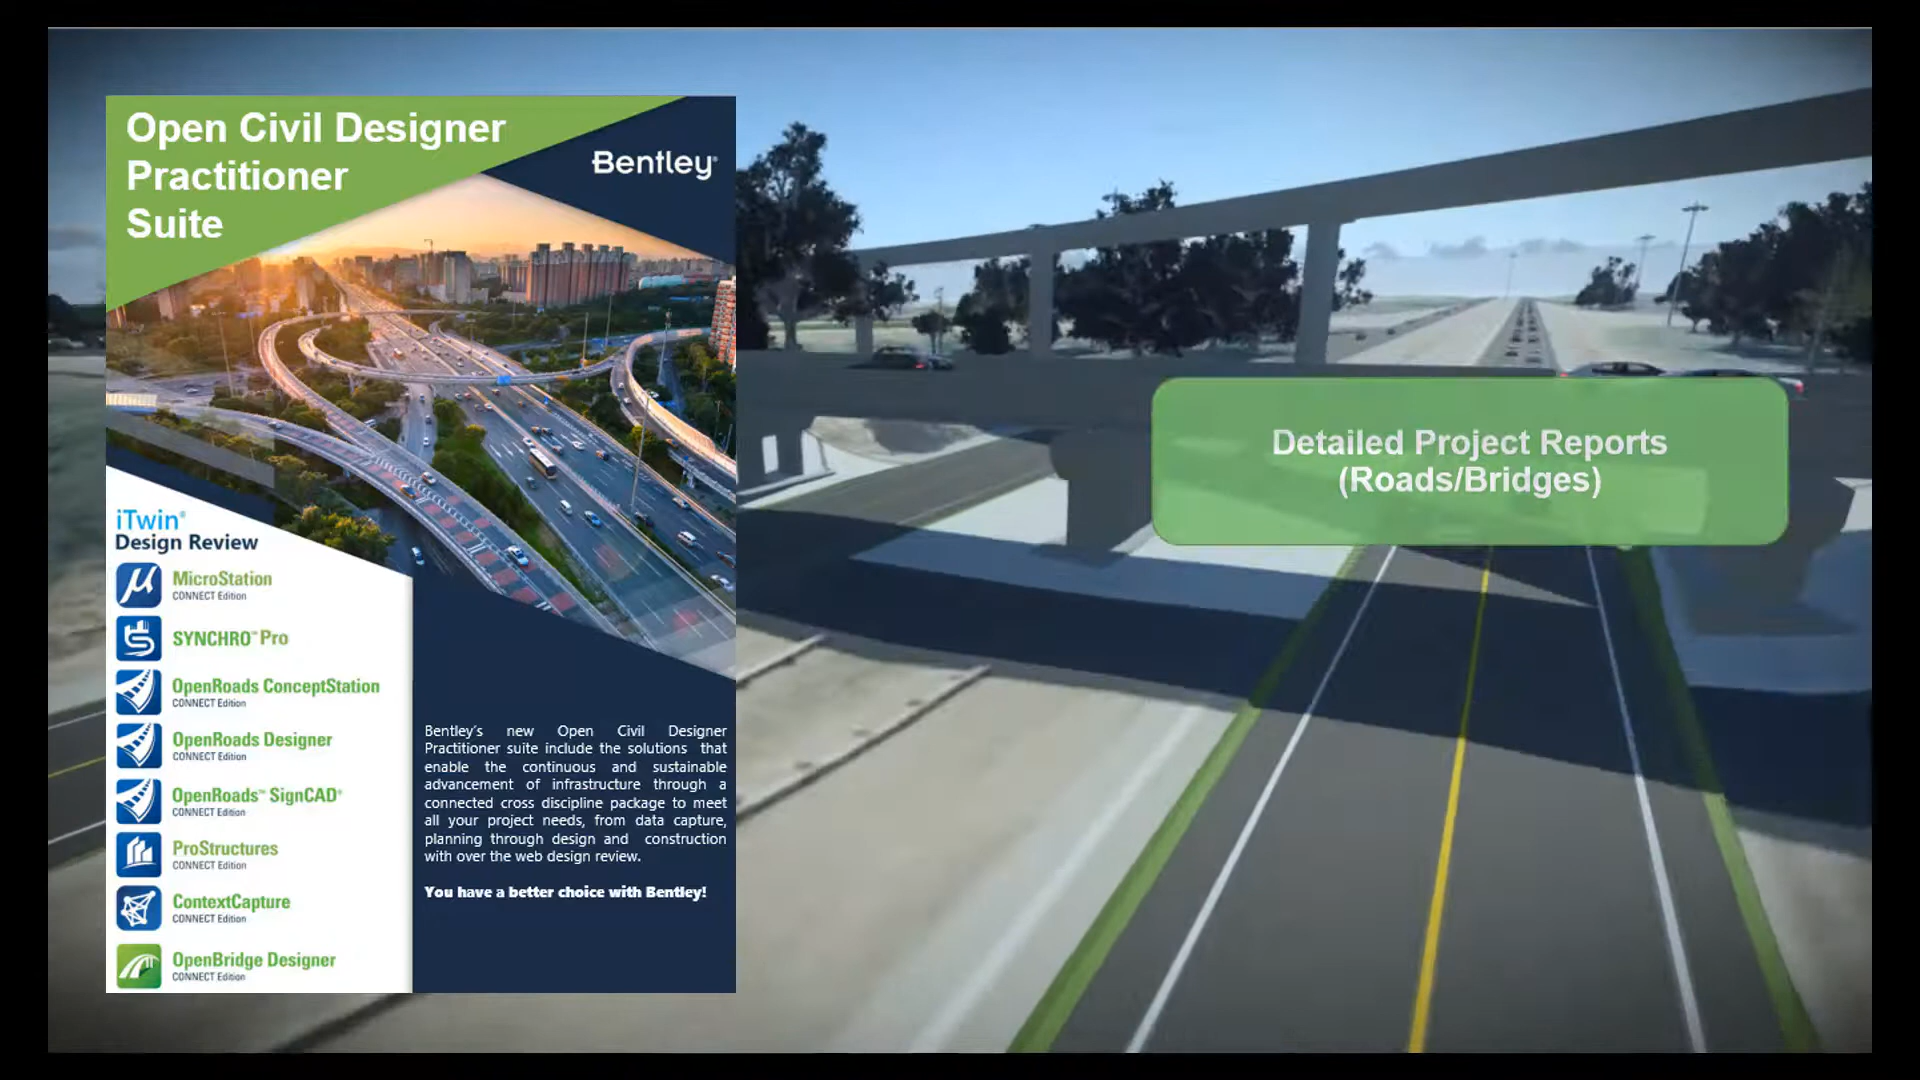 Open Civil Designer
Practitioner
Suite
Bentley®
iTwin®
Design Review
MicroStation
CONNECT Edition
SYNCHRO™ Pro
OpenRoads ConceptStation
CONNECT Edition
OpenRoads Designer
CONNECT Edition
OpenRoads™ SignCAD®
CONNECT Edition
ProStructures
CONNECT Edition
ContextCapture
CONNECT Edition
OpenBridge Designer
CONNECT Edition
Bentley's new Open Civil Designer
Practitioner suite include the solutions that
enable the continuous and sustainable
advancement of infrastructure through a
connected cross discipline package to meet
all your project needs, from data capture,
planning through design and construction
with over the web design review.
You have a better choice with Bentley!
Detailed Project Reports
(Roads/Bridges)